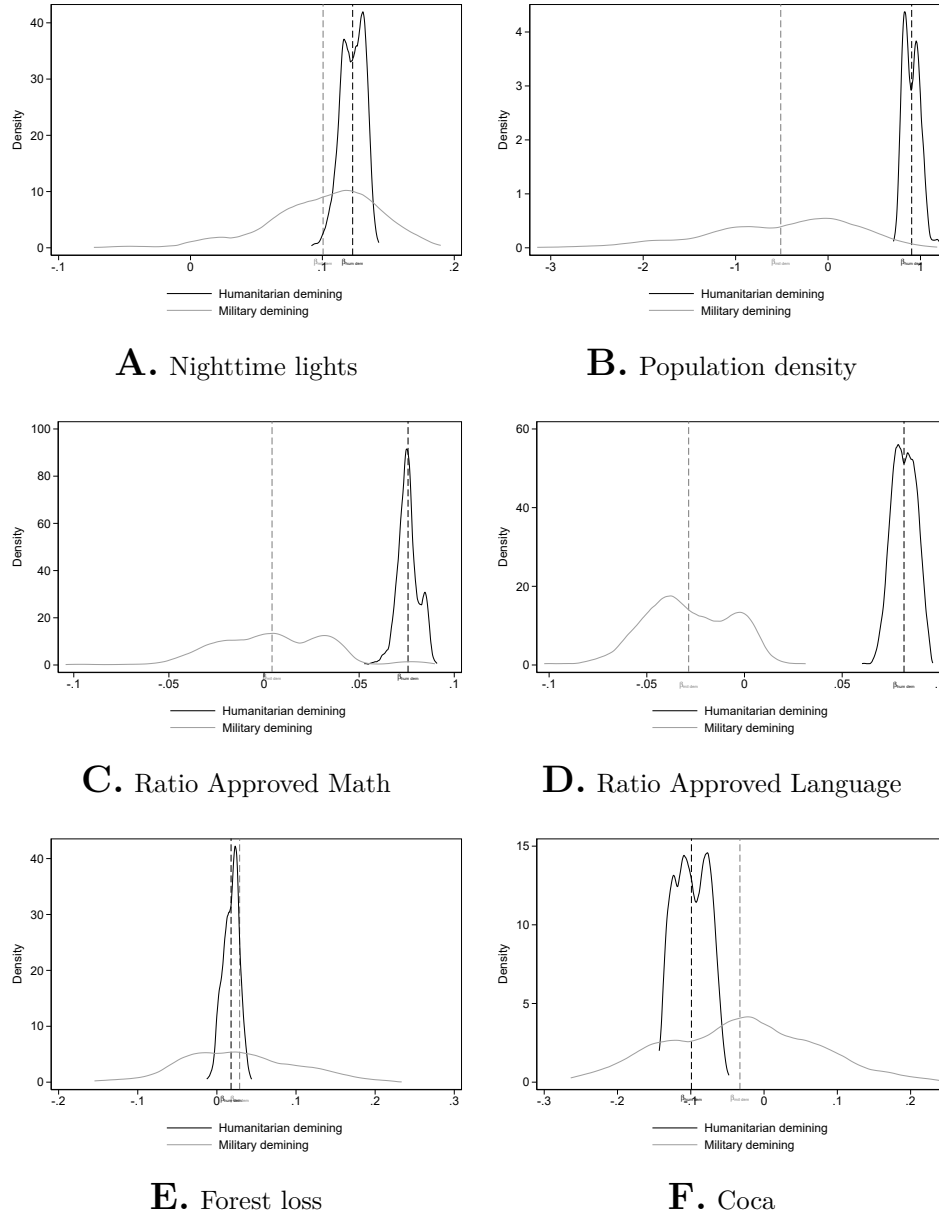 40
30
20
10
0
Density
-.1 0 .1 .2
Humanitarian demining
Military demining
A. Nighttime lights
4
3
2
1
0
Density
-3 -2 -1 0 1
Humanitarian demining
Military demining
B. Population density
100
80
60
40
20
0
Density
-.1 -.05 0 .05 .1
Humanitarian demining
Military demining
C. Ratio Approved Math
60
40
20
0
Density
-.1 -.05 0 .05
Humanitarian demining
Military demining
D. Ratio Approved Language
40
30
20
10
0
Density
-.2 -.1 0 .1 .2 .3
Humanitarian demining
Military demining
E. Forest loss
15
10
5
0
Density
-.3 -.2 -.1 0 .1 .2
Humanitarian demining
Military demining
F. Coca